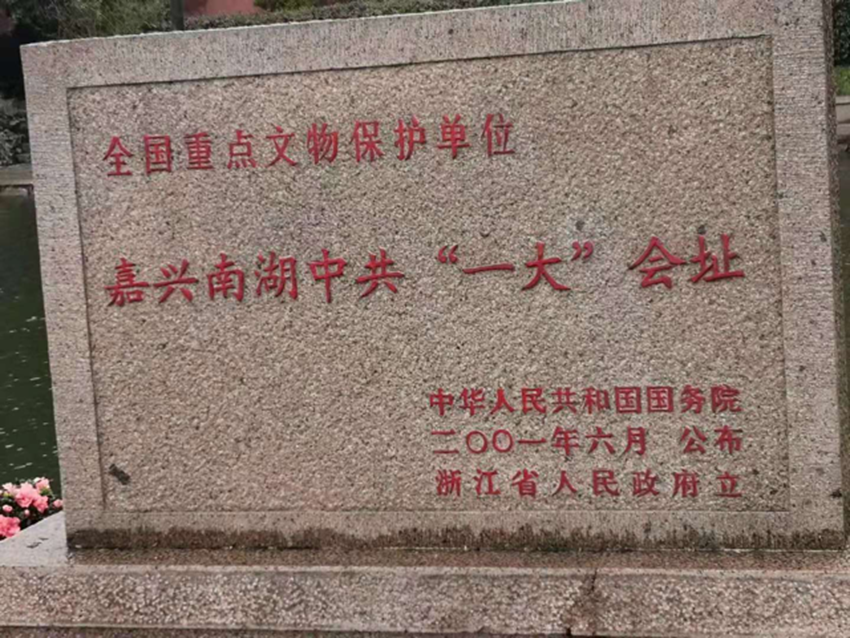 全国重点文物保护单位
嘉兴南湖中共“一大”会址
中华人民共和国国务院
二〇〇一年六月 公布
浙江省人民政府立